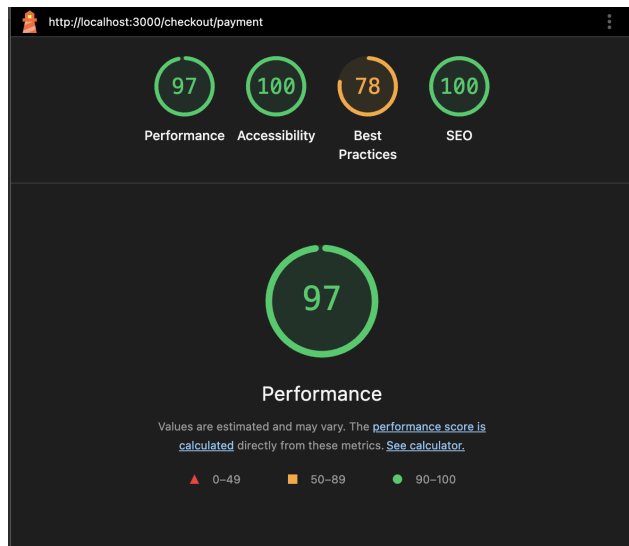 http://localhost:3000/checkout/payment
97 100 78 100
Performance Accessibility Best Practices SEO
97
Performance
Values are estimated and may vary. The performance score is
calculated directly from these metrics. See calculator.
0–49 50–89 90–100